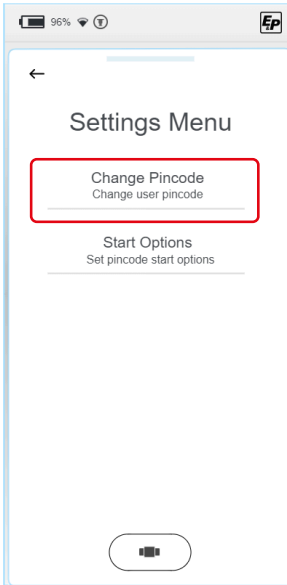 96%
EP
Settings Menu
Change Pincode
Change user pincode
Start Options
Set pincode start options